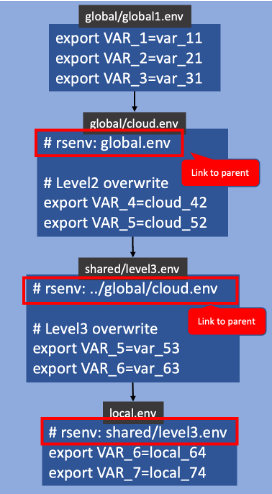 global/global1.env
export VAR_1=var_11
export VAR_2=var_21
export VAR_3=var_31
global/cloud.env
# rsenv: global.env
Link to parent
# Level2 overwrite
export VAR_4=cloud_42
export VAR_5=cloud_52
shared/level3.env
# rsenv: ../global/cloud.env
Link to parent
# Level3 overwrite
export VAR_5=var_53
export VAR_6=var_63
local.env
# rsenv: shared/level3.env
export VAR_6=local_64
export VAR_7=local_74